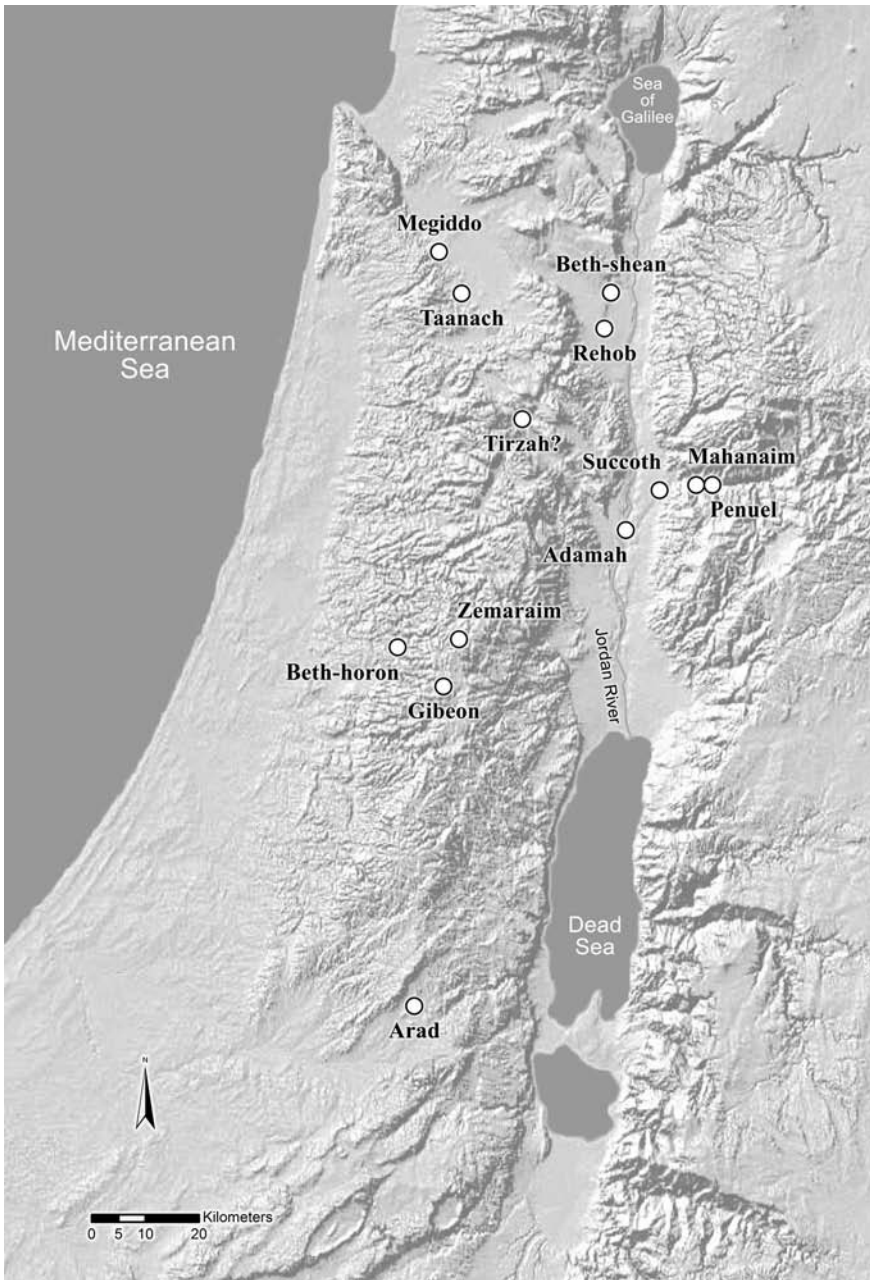 Sea
of
Galilee
Megiddo
Beth-shean
Taanach
Mediterranean
Sea
Rehob
Tirzah?
Succoth
Mahanaim
Penuel
Adamah
Zemaraim
Beth-horon
Jordan River
Gibeon
Dead
Sea
Arad
N
Kilometers
0 5 10 20